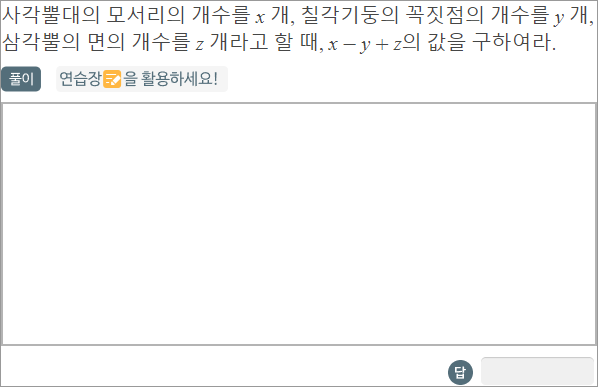 사각뿔대의 모서리의 개수를 x 개, 칠각기둥의 꼭짓점의 개수를 y 개,
삼각뿔의 면의 개수를 z 개라고 할 때, x − y + z의 값을 구하여라.
풀이 연습장을 활용하세요!
답